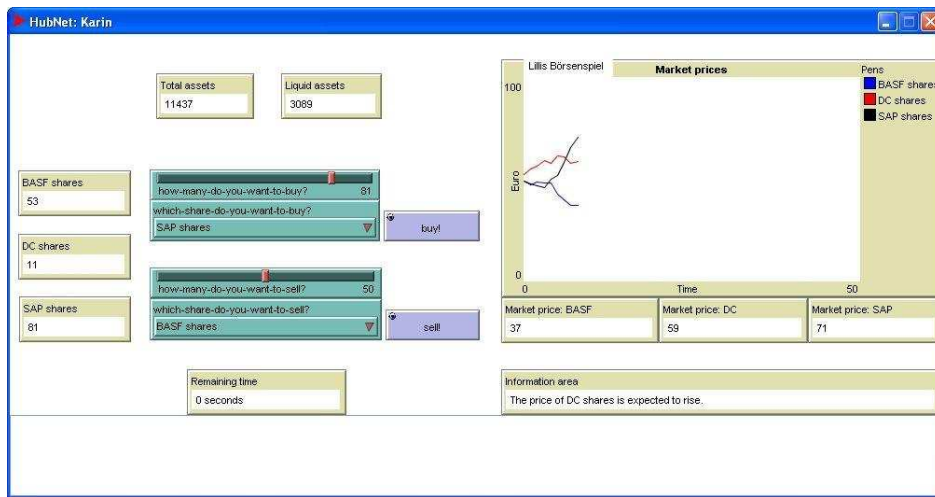 HubNet: Karin
Total assets
11437
Liquid assets
3089
BASF shares
53
DC shares
11
SAP shares
81
how-many-do-you-want-to-buy? 81
which-share-do-you-want-to-buy?
SAP shares
buy!
how-many-do-you-want-to-sell? 50
which-share-do-you-want-to-sell?
BASF shares
sell!
Remaining time
0 seconds
Lillis Börsenspiel
Market prices
Pens
BASF shares
DC shares
SAP shares
100
Euro
0
0 Time 50
Market price: BASF
37
Market price: DC
59
Market price: SAP
71
Information area
The price of DC shares is expected to rise.